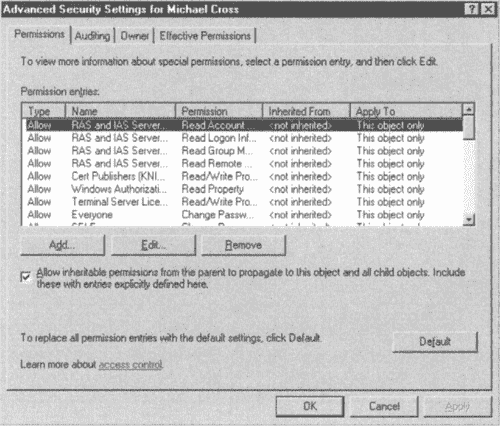 Advanced Security Settings for Michael Cross
Permissions Auditing Owner Effective Permissions
To view more information about special permissions, select a permission entry, and then click Edit.
Permission entries:
Type Name Permission Inherited From Apply To
Allow RAS and IAS Server... Read Account ... <not inherited> This object only
Allow RAS and IAS Server... Read Logon Inf... <not inherited> This object only
Allow RAS and IAS Server... Read Group M... <not inherited> This object only
Allow RAS and IAS Server... Read Remote ... <not inherited> This object only
Allow Cert Publishers (KNI... Read/Write Pro... <not inherited> This object only
Allow Windows Authorizati... Read Property <not inherited> This object only
Allow Terminal Server Lice... Read/Write Pro... <not inherited> This object only
Allow Everyone Change Passw... <not inherited> This object only
Add... Edit... Remove
Allow inheritable permissions from the parent to propagate to this object and all child objects. Include
these with entries explicitly defined here.
To replace all permission entries with the default settings, click Default.
Default
Learn more about access control.
OK Cancel Apply